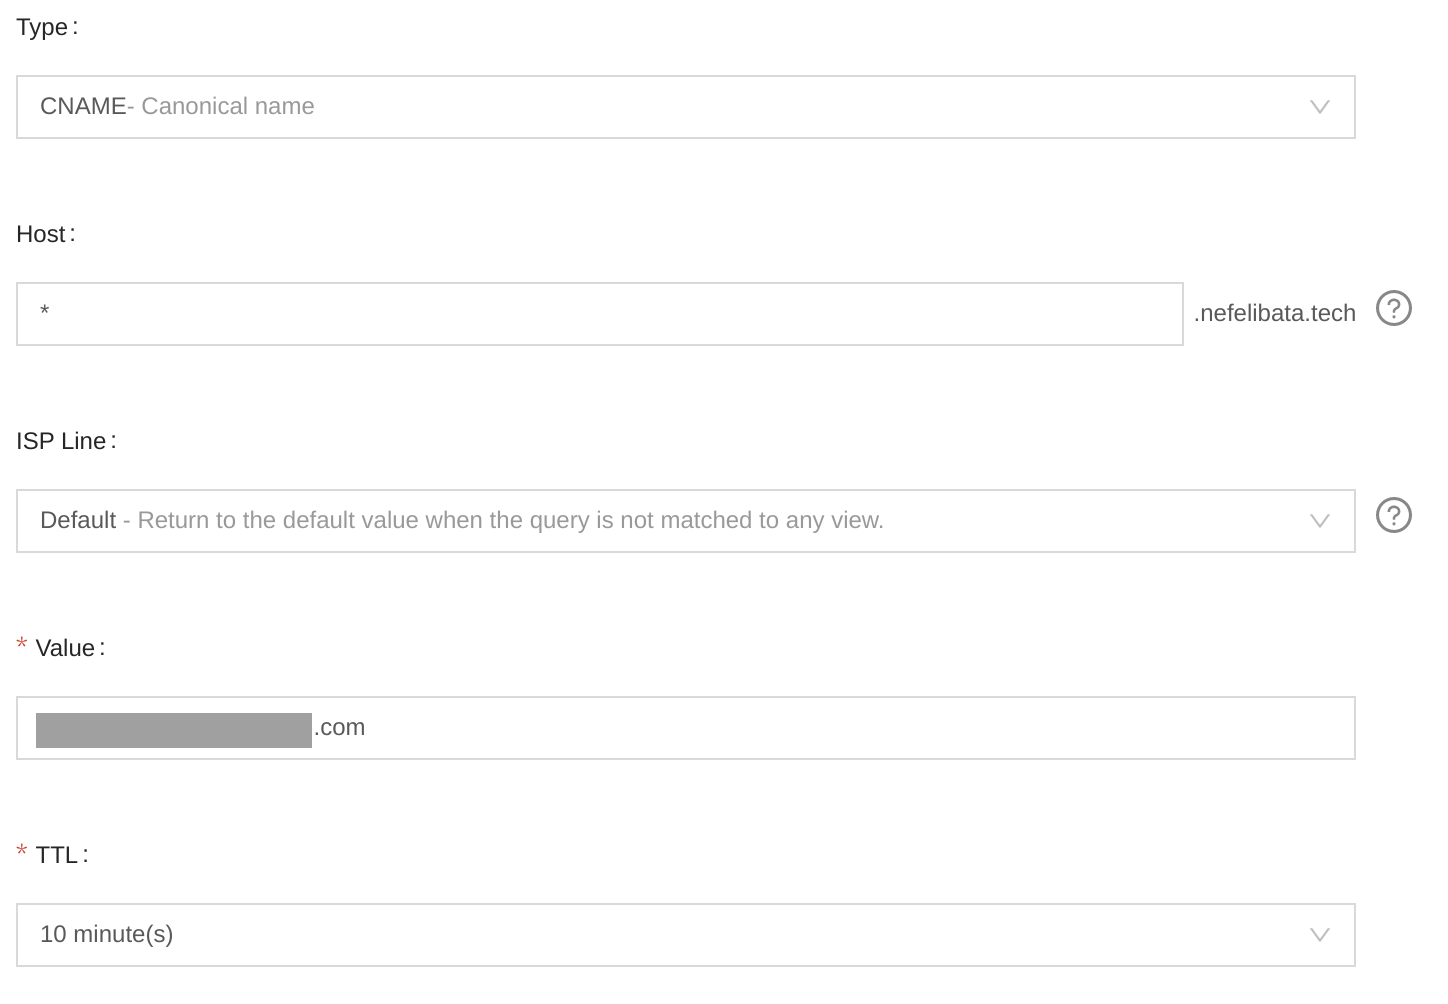 Type :
CNAME- Canonical name
Host :
*
.nefelibata.tech
?
ISP Line :
Default - Return to the default value when the query is not matched to any view.
?
* Value :
.com
* TTL :
10 minute(s)